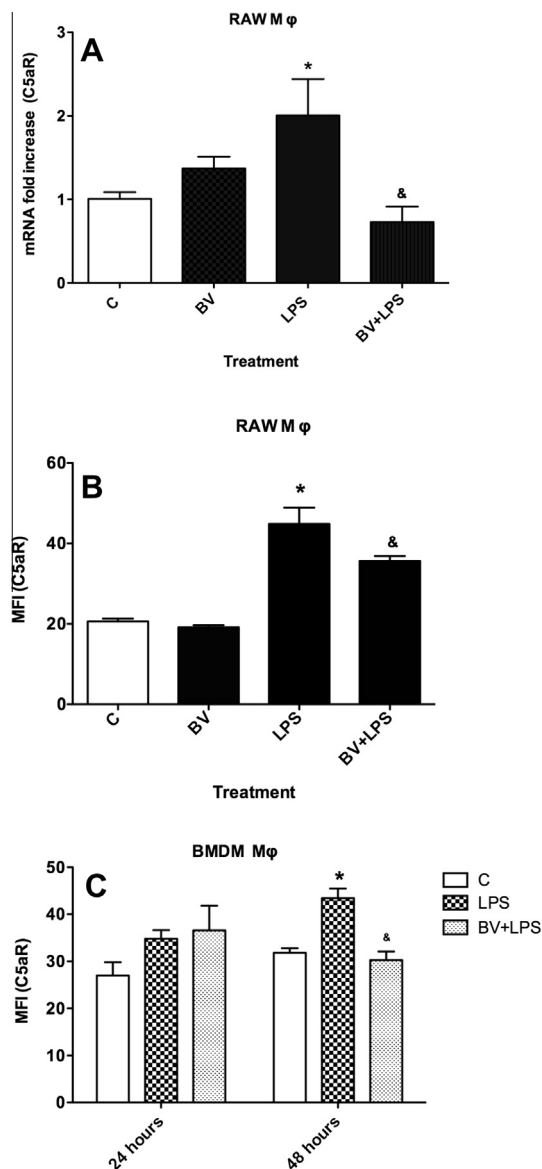 RAW M φ
A
mRNA fold increase (C5aR)
3
2
1
0
*
&
C
BV
LPS
BV+LPS
Treatment
RAW M φ
B
MFI (C5aR)
60
40
20
0
*
&
C
BV
LPS
BV+LPS
Treatment
BMDM Mφ
C
MFI (C5aR)
50
40
30
20
10
0
*
&
24 hours
48 hours
C
LPS
BV+LPS